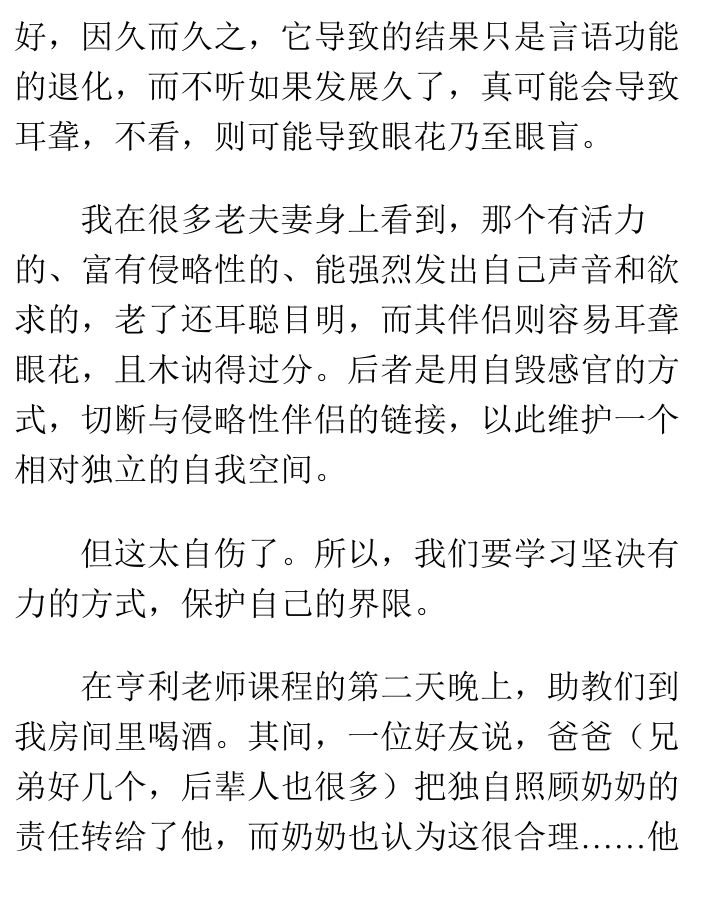 好，因久而久之，它导致的结果只是言语功能
的退化，而不听如果发展久了，真可能会导致
耳聋，不看，则可能导致眼花乃至眼盲。
我在很多老夫妻身上看到，那个有活力
的、富有侵略性的、能强烈发出自己声音和欲
求的，老了还耳聪目明，而其伴侣则容易耳聋
眼花，且木讷得过分。后者是用自毁感官的方
式，切断与侵略性伴侣的链接，以此维护一个
相对独立的自我空间。
但这太自伤了。所以，我们要学习坚决有
力的方式，保护自己的界限。
在亨利老师课程的第二天晚上，助教们到
我房间里喝酒。其间，一位好友说，爸爸（兄
弟好几个，后辈人也很多）把独自照顾奶奶的
责任转给了他，而奶奶也认为这很合理……他